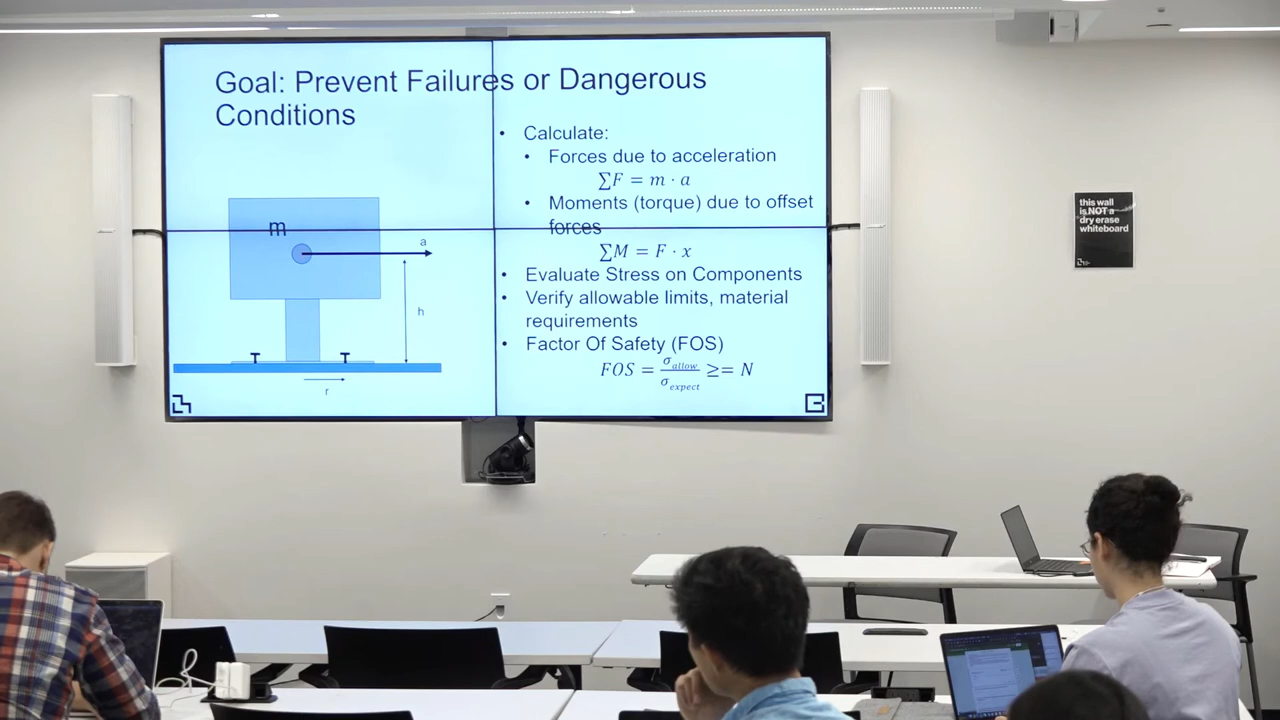 Goal: Prevent Failures or Dangerous
Conditions
• Calculate:
• Forces due to acceleration
∑F = m · a
• Moments (torque) due to offset
forces
∑M = F · x
• Evaluate Stress on Components
• Verify allowable limits, material
requirements
• Factor Of Safety (FOS)
FOS = σallow / σexpect ≥= N
m
a
h
r
this wall
is NOT a
dry erase
whiteboard